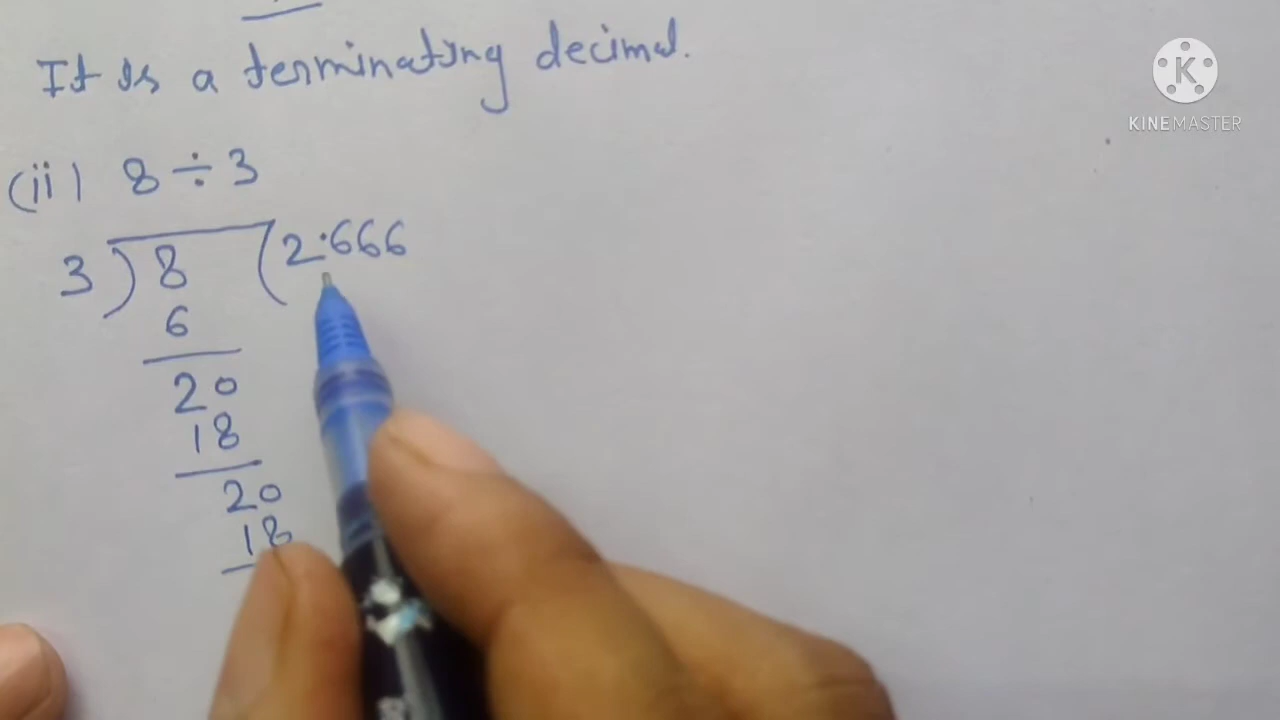 It is a terminating decimal.
K
KINEMASTER
(ii) 8 ÷ 3
3 ) 8 ( 2.666
6
20
18
20
18